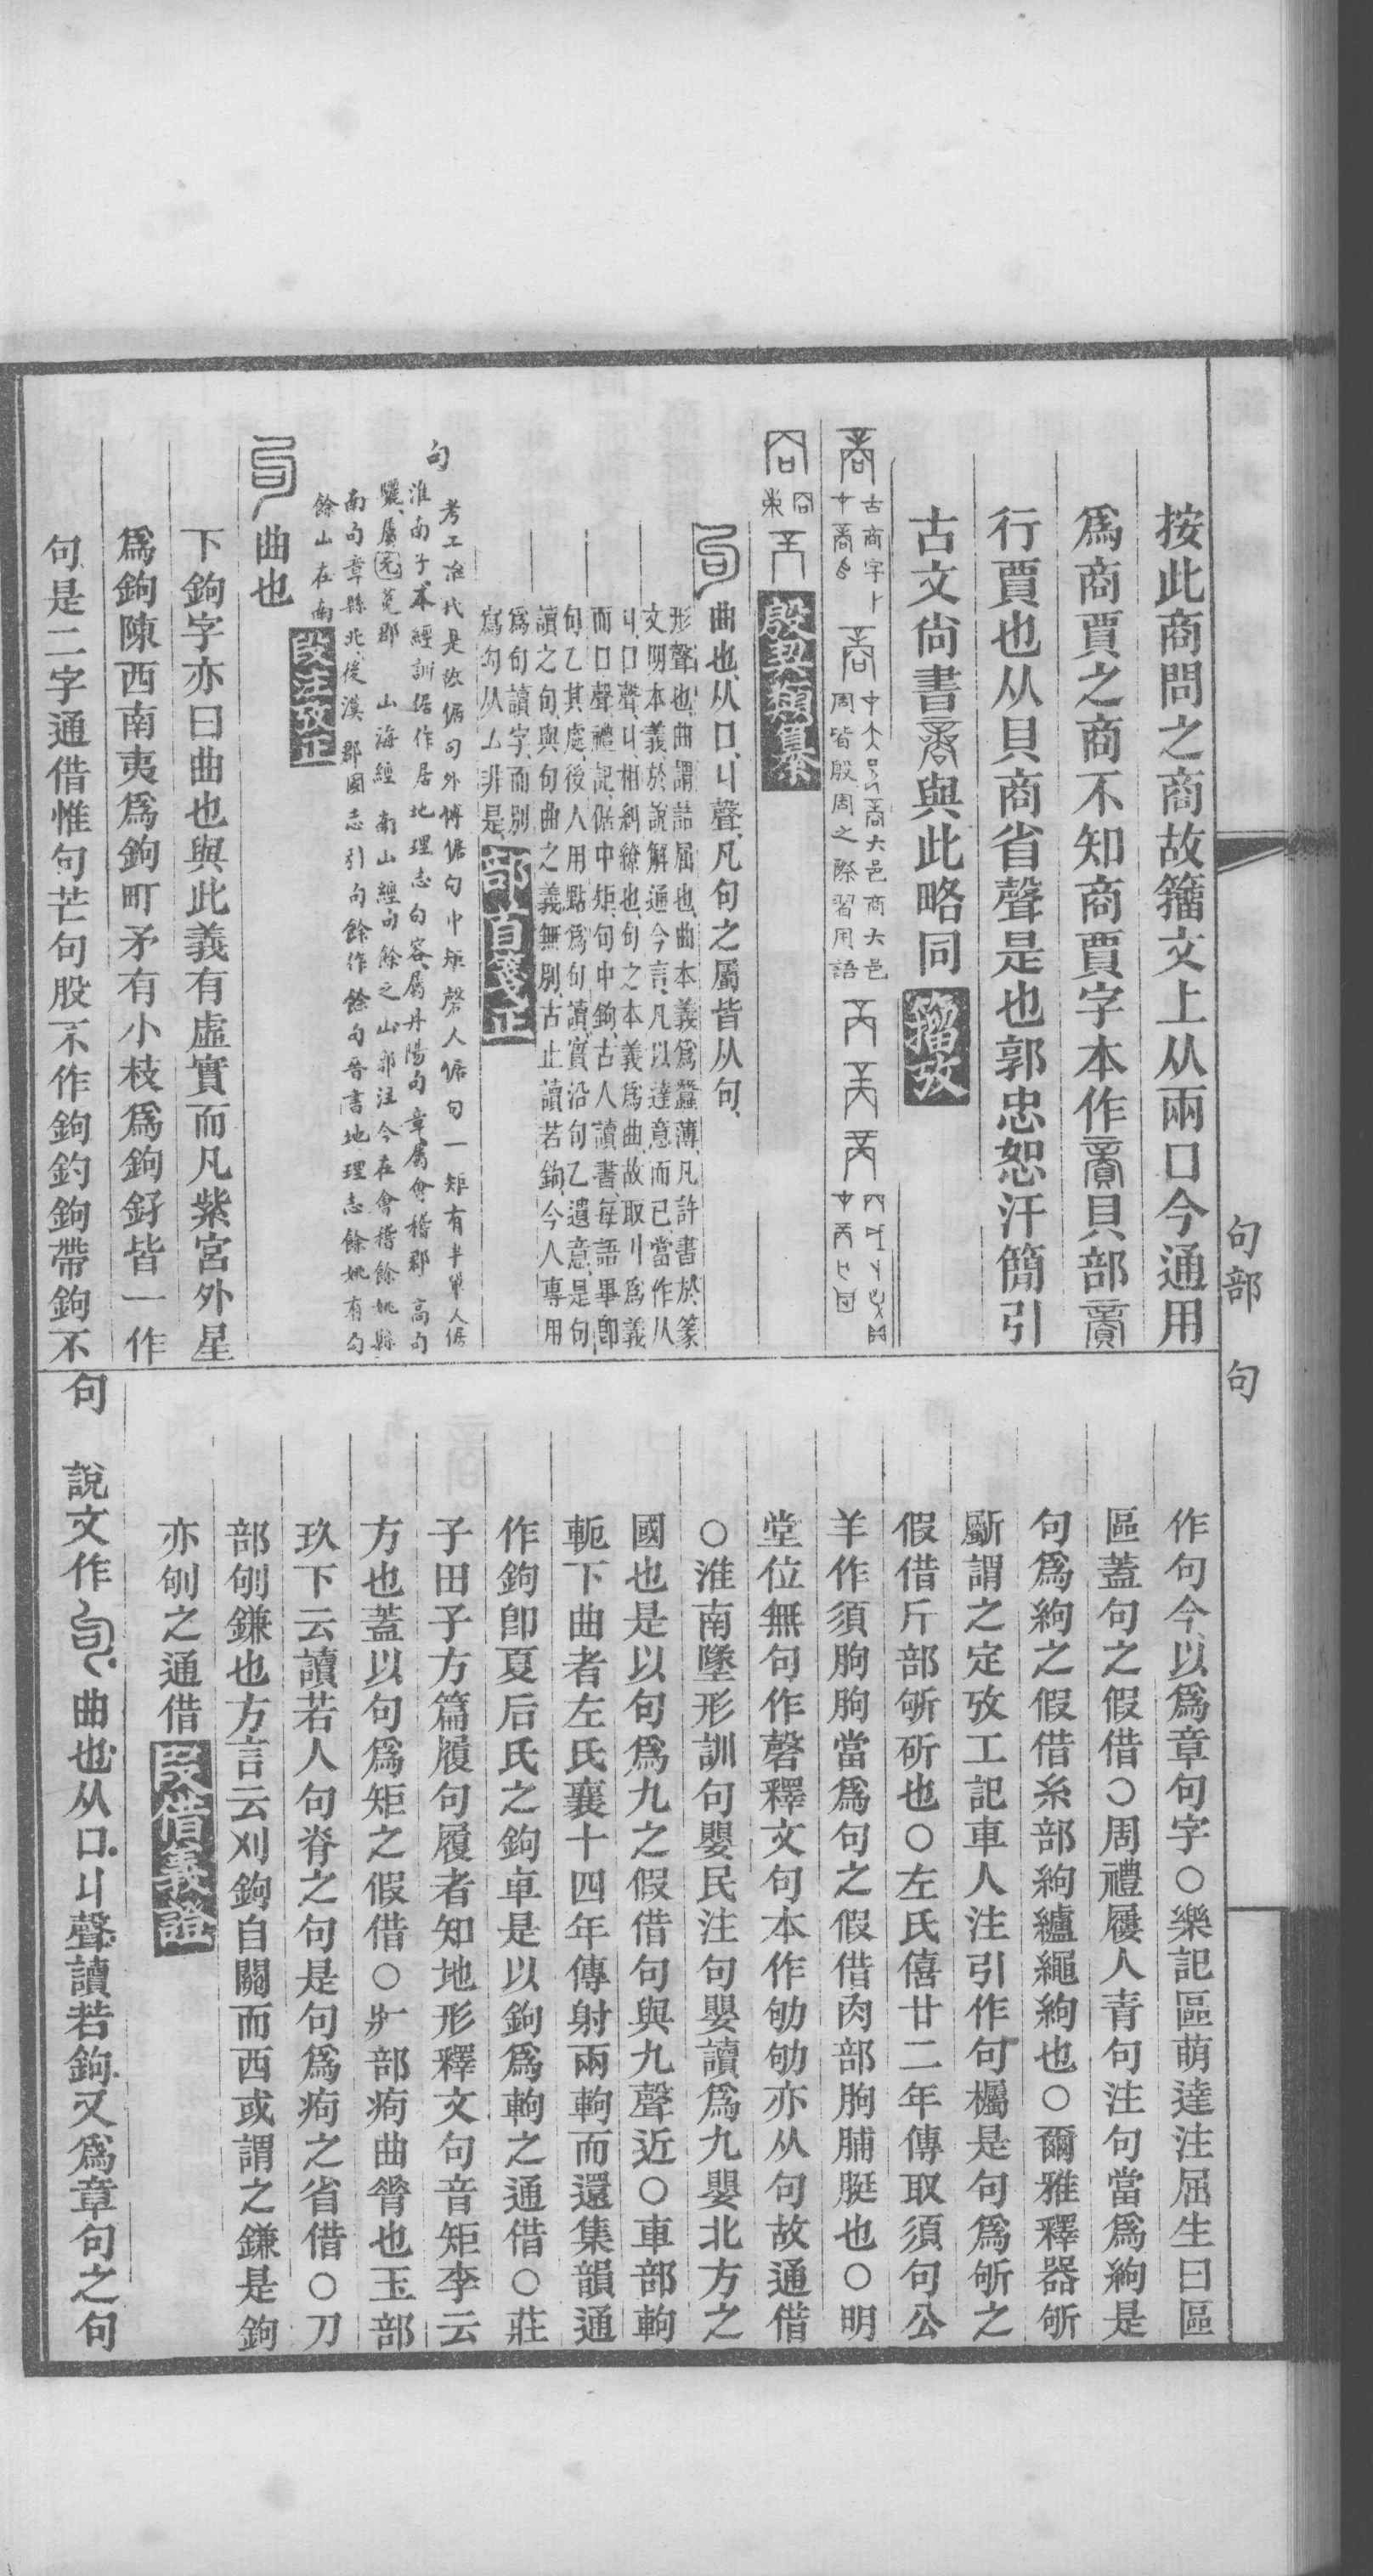 按此商問之商故籀文上从兩口今通用
爲商賈之商不知商賈字本作𧶜貝部𧶜
行賈也从貝商省聲是也郭忠恕汗簡引
古文尙書𠾃與此略同
殷契類纂
曲也从口丩聲凡句之屬皆从句
形聲也曲謂詰屈也曲本義爲蠶薄凡許書於篆
文明本義於說解通今言凡以達意而已當作从
丩口聲丩相糾繚也句之本義爲曲故取丩爲義
而口聲禮記倨中矩句中鉤古人讀書每語畢卽
句乙其處後人用點爲句讀實沿句乙遺意是句
讀之句與句曲之義無別古止讀若鉤今人專用
爲句讀字而別
寫勾从厶非是部首箋正
句
考工冶氏是故倨句外博倨句中矩磬人倨句一矩有半車人倨
淮南子本經訓倨作居地理志句容屬丹陽句章屬會稽郡高句
驪屬元菟郡 山海經南山經句餘之山郭注今在會稽餘姚縣
南句章縣北後漢郡國志引句餘作餘句晉書地理志餘姚有句
餘山在南
段注攷正
曲也
下鉤字亦曰曲也與此義有虛實而凡紫宮外星
爲鉤陳西南夷爲鉤町矛有小枝爲鉤釨皆一作
句是二字通借惟句芒句股不作鉤釣鉤帶鉤不
作句今以爲章句字○樂記區萌達注屈生曰區
區蓋句之假借○周禮屨人青句注句當爲絇是
句爲絇之假借糸部絇纑繩絇也○爾雅釋器斪
斸謂之定攷工記車人注引作句欘是句爲斪之
假借斤部斪斫也○左氏僖廿二年傳取須句公
羊作須朐朐當爲句之假借肉部朐脯脡也○明
堂位無句作磬釋文句本作劬劬亦从句故通借
○淮南墬形訓句嬰民注句嬰讀爲九嬰北方之
國也是以句爲九之假借句與九聲近○車部軥
軛下曲者左氏襄十四年傳射兩軥而還集韻通
作鉤卽夏后氏之鉤車是以鉤爲軥之通借○莊
子田子方篇履句履者知地形釋文句音矩李云
方也蓋以句爲矩之假借○疒部痀曲脊也玉部
玖下云讀若人句脊之句是句爲痀之省借○刀
部刨鎌也方言云刈鉤自關而西或謂之鎌是鉤
亦刨之通借段借義證
句 說文作 曲也从口丩聲讀若鉤又爲章句之句
句部 句